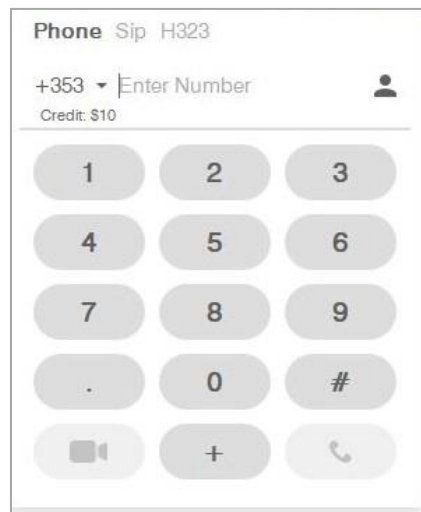 Phone Sip H323
+353 Enter Number
Credit: $10
1 2 3
4 5 6
7 8 9
. 0 #
+